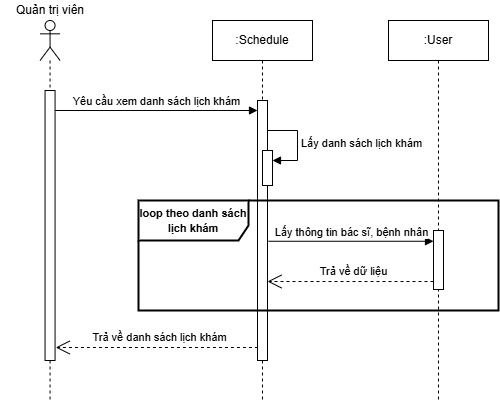 Quản trị viên
:Schedule
:User
Yêu cầu xem danh sách lịch khám
Lấy danh sách lịch khám
loop theo danh sách
lịch khám
Lấy thông tin bác sĩ, bệnh nhân
Trả về dữ liệu
Trả về danh sách lịch khám